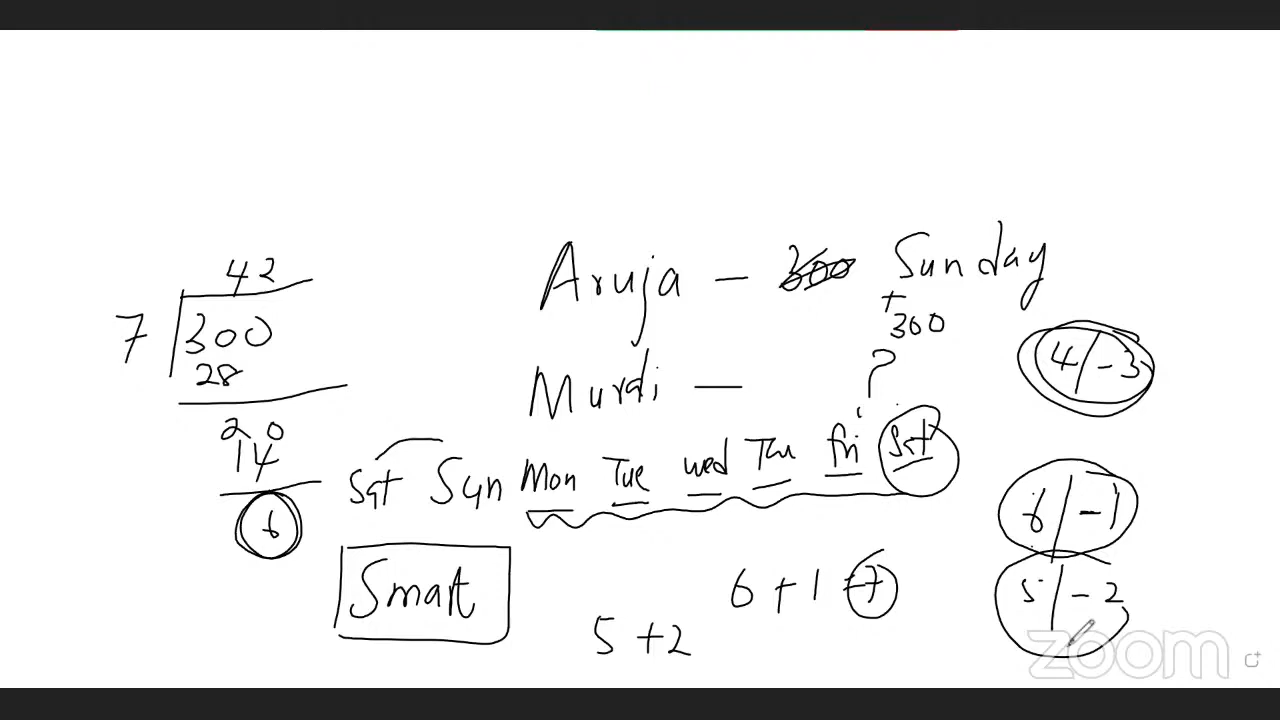 Aruja - 300 Sunday
+
300
Murdi - ?
42
7 300
28
20
14
6
Sat Sun Mon Tue wed Thu Fri Sat
Smart
6 + 1 = 7
5 + 2
4 / - 3
6 / - 1
5 / - 2
zoom